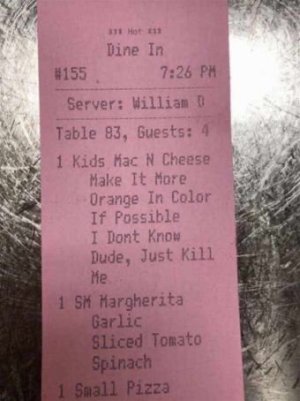 *** Hot ***
Dine In
#155 7:26 PM
Server: William D
Table 83, Guests: 4
1 Kids Mac N Cheese
Make It More
Orange In Color
If Possible
I Dont Know
Dude, Just Kill
Me
1 SM Margherita
Garlic
Sliced Tomato
Spinach
1 Small Pizza